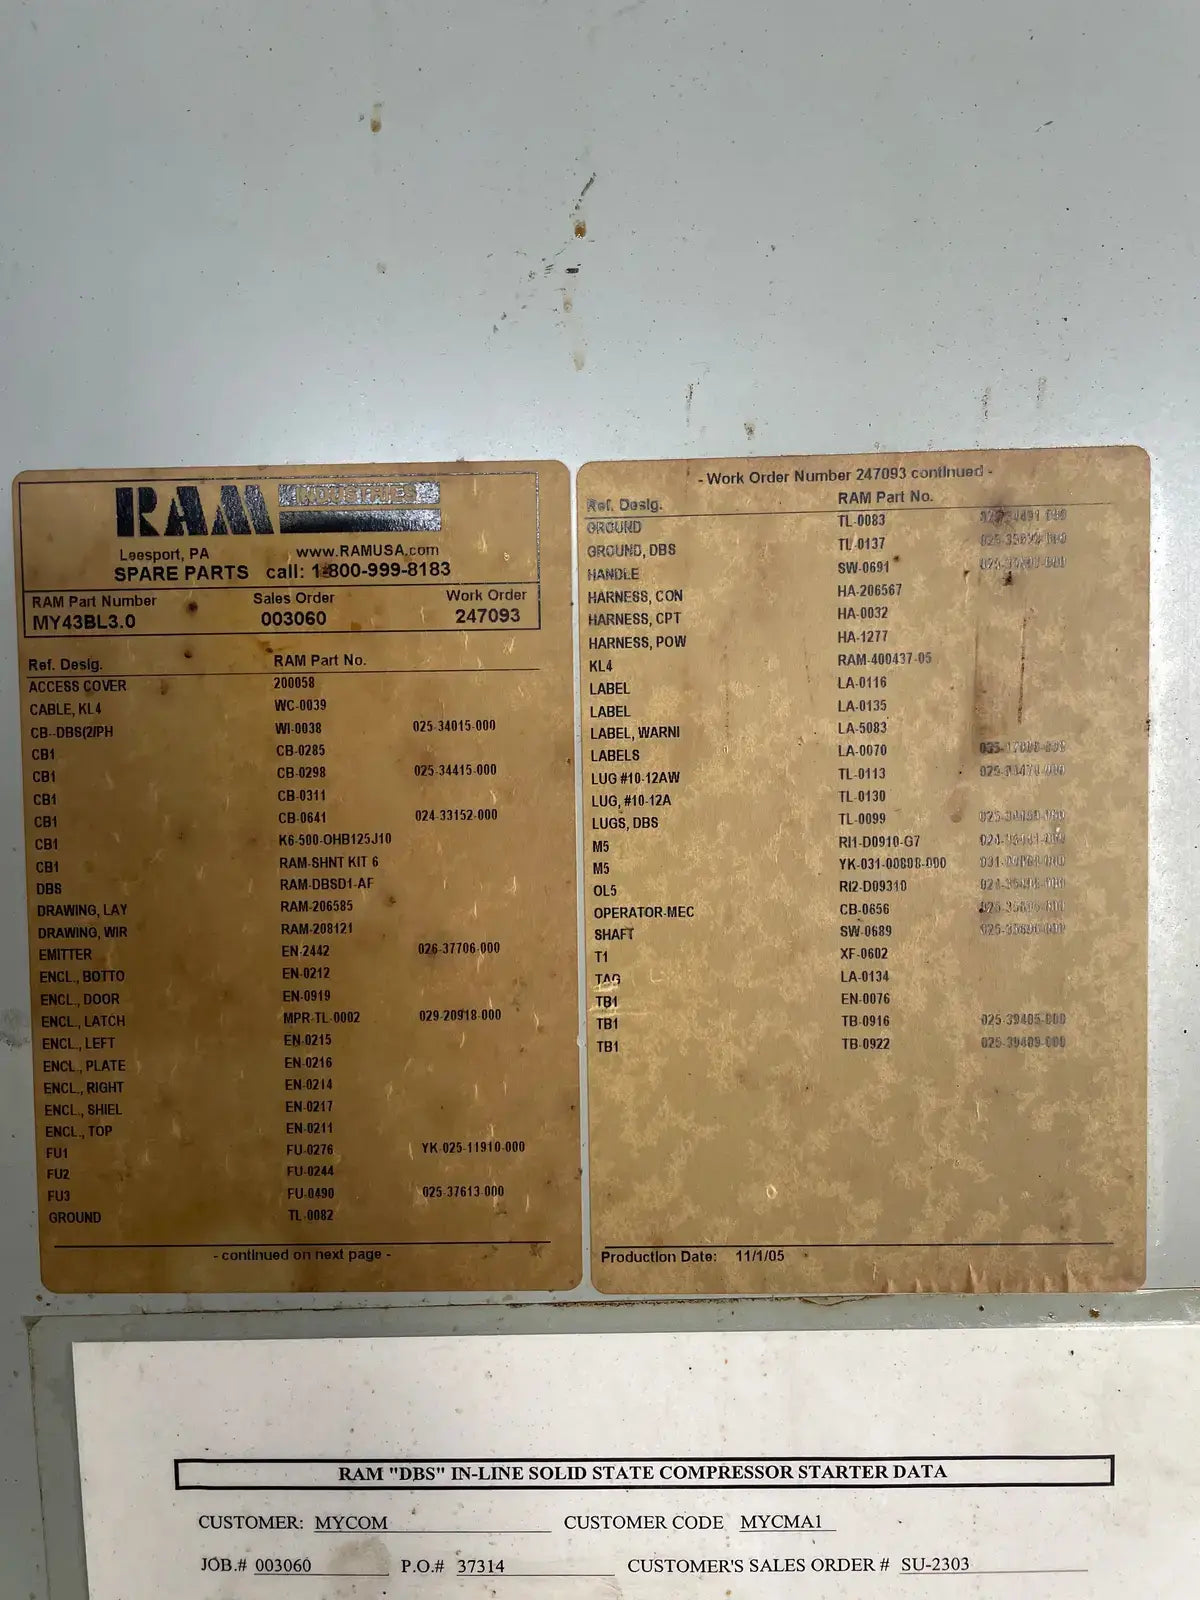 RAM INDUSTRIES
Leesport, PA www.RAMUSA.com
SPARE PARTS call: 1-800-999-8183
RAM Part Number Sales Order Work Order
MY43BL3.0 003060 247093
Ref. Desig. RAM Part No.
ACCESS COVER 200058
CABLE, KL4 WC-0039
CB--DBS(2/PH WI-0038 025-34015-000
CB1 CB-0285
CB1 CB-0298 025-34415-000
CB1 CB-0311
CB1 CB-0641 024-33152-000
CB1 K6-500-OHB125J10
CB1 RAM-SHNT KIT 6
DBS RAM-DBSD1-AF
DRAWING, LAY RAM-206585
DRAWING, WIR RAM-208121
EMITTER EN-2442 026-37706-000
ENCL., BOTTO EN-0212
ENCL., DOOR EN-0919
ENCL., LATCH MPR-TL-0002 029-20918-000
ENCL., LEFT EN-0215
ENCL., PLATE EN-0216
ENCL., RIGHT EN-0214
ENCL., SHIEL EN-0217
ENCL., TOP EN-0211
FU1 FU-0276 YK-025-11910-000
FU2 FU-0244
FU3 FU-0490 025-37613-000
GROUND TL-0082
- continued on next page -
- Work Order Number 247093 continued -
Ref. Desig. RAM Part No.
GROUND TL-0083
GROUND, DBS TL-0137
HANDLE SW-0691
HARNESS, CON HA-206567
HARNESS, CPT HA-0032
HARNESS, POW HA-1277
KL4 RAM-400437-05
LABEL LA-0116
LABEL LA-0135
LABEL, WARNI LA-5083
LABELS LA-0070
LUG #10-12AW TL-0113
LUG, #10-12A TL-0130
LUGS, DBS TL-0099
M5 RI1-D0910-G7
M5 YK-031-00808-000
OL5 RI2-D09310
OPERATOR-MEC CB-0656
SHAFT SW-0689
T1 XF-0602
TAG LA-0134
TB1 EN-0076
TB1 TB-0916 025-39405-000
TB1 TB-0922 025-39409-000
Production Date: 11/1/05
RAM "DBS" IN-LINE SOLID STATE COMPRESSOR STARTER DATA
CUSTOMER: MYCOM CUSTOMER CODE MYCMA1
JOB.# 003060 P.O.# 37314 CUSTOMER'S SALES ORDER # SU-2303